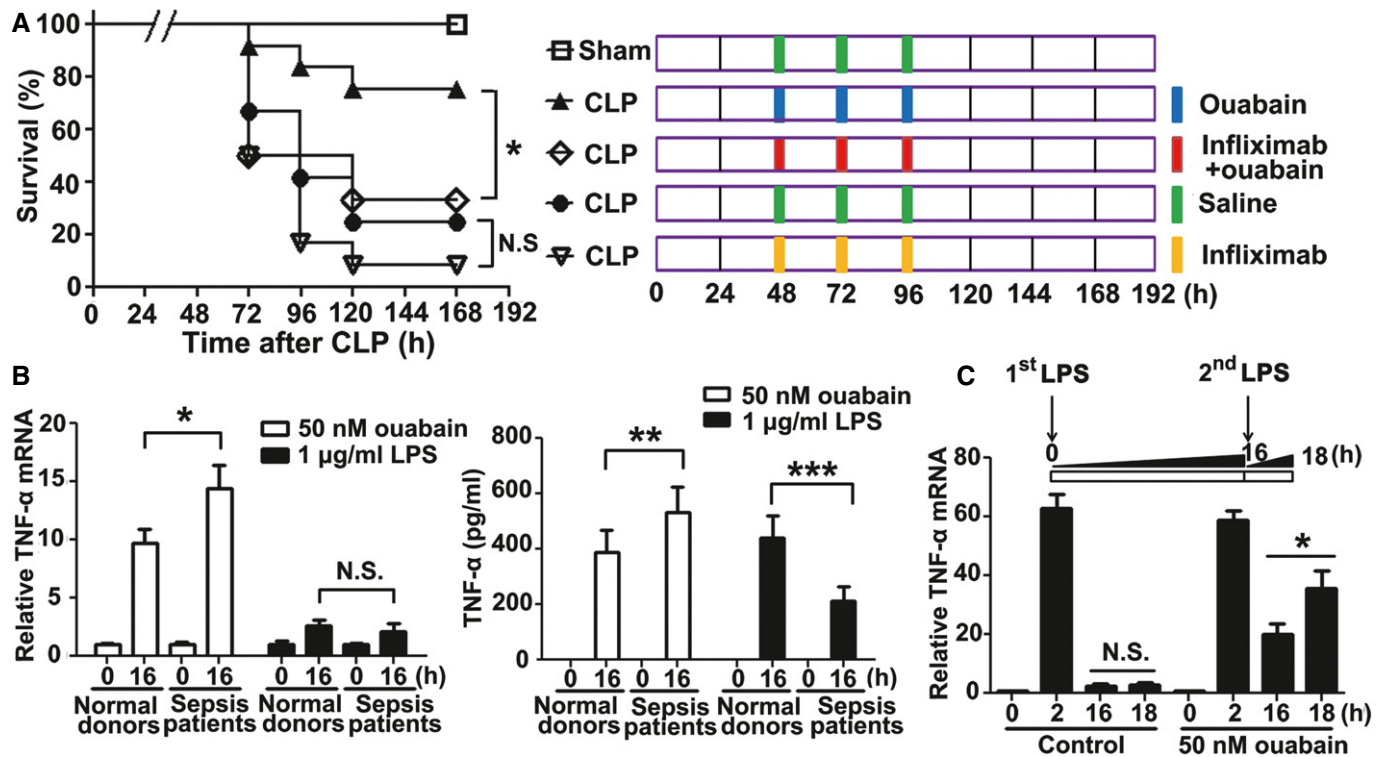 A
Survival (%)
100
80
60
40
20
0
0 24 48 72 96 120 144 168 192
Time after CLP (h)
*
N.S
Sham
CLP
CLP
CLP
CLP
0 24 48 72 96 120 144 168 192 (h)
Ouabain
Infliximab
+ouabain
Saline
Infliximab
B
Relative TNF-α mRNA
20
15
10
5
0
*
50 nM ouabain
1 µg/ml LPS
N.S.
0 16 0 16 0 16 0 16 (h)
Normal donors
Sepsis patients
Normal donors
Sepsis patients
TNF-α (pg/ml)
800
600
400
200
0
50 nM ouabain
1 µg/ml LPS
**
***
0 16 0 16 0 16 0 16 (h)
Normal donors
Sepsis patients
Normal donors
Sepsis patients
C
1st LPS
2nd LPS
0 16 18 (h)
Relative TNF-α mRNA
80
60
40
20
0
N.S.
*
0 2 16 18 0 2 16 18 (h)
Control
50 nM ouabain